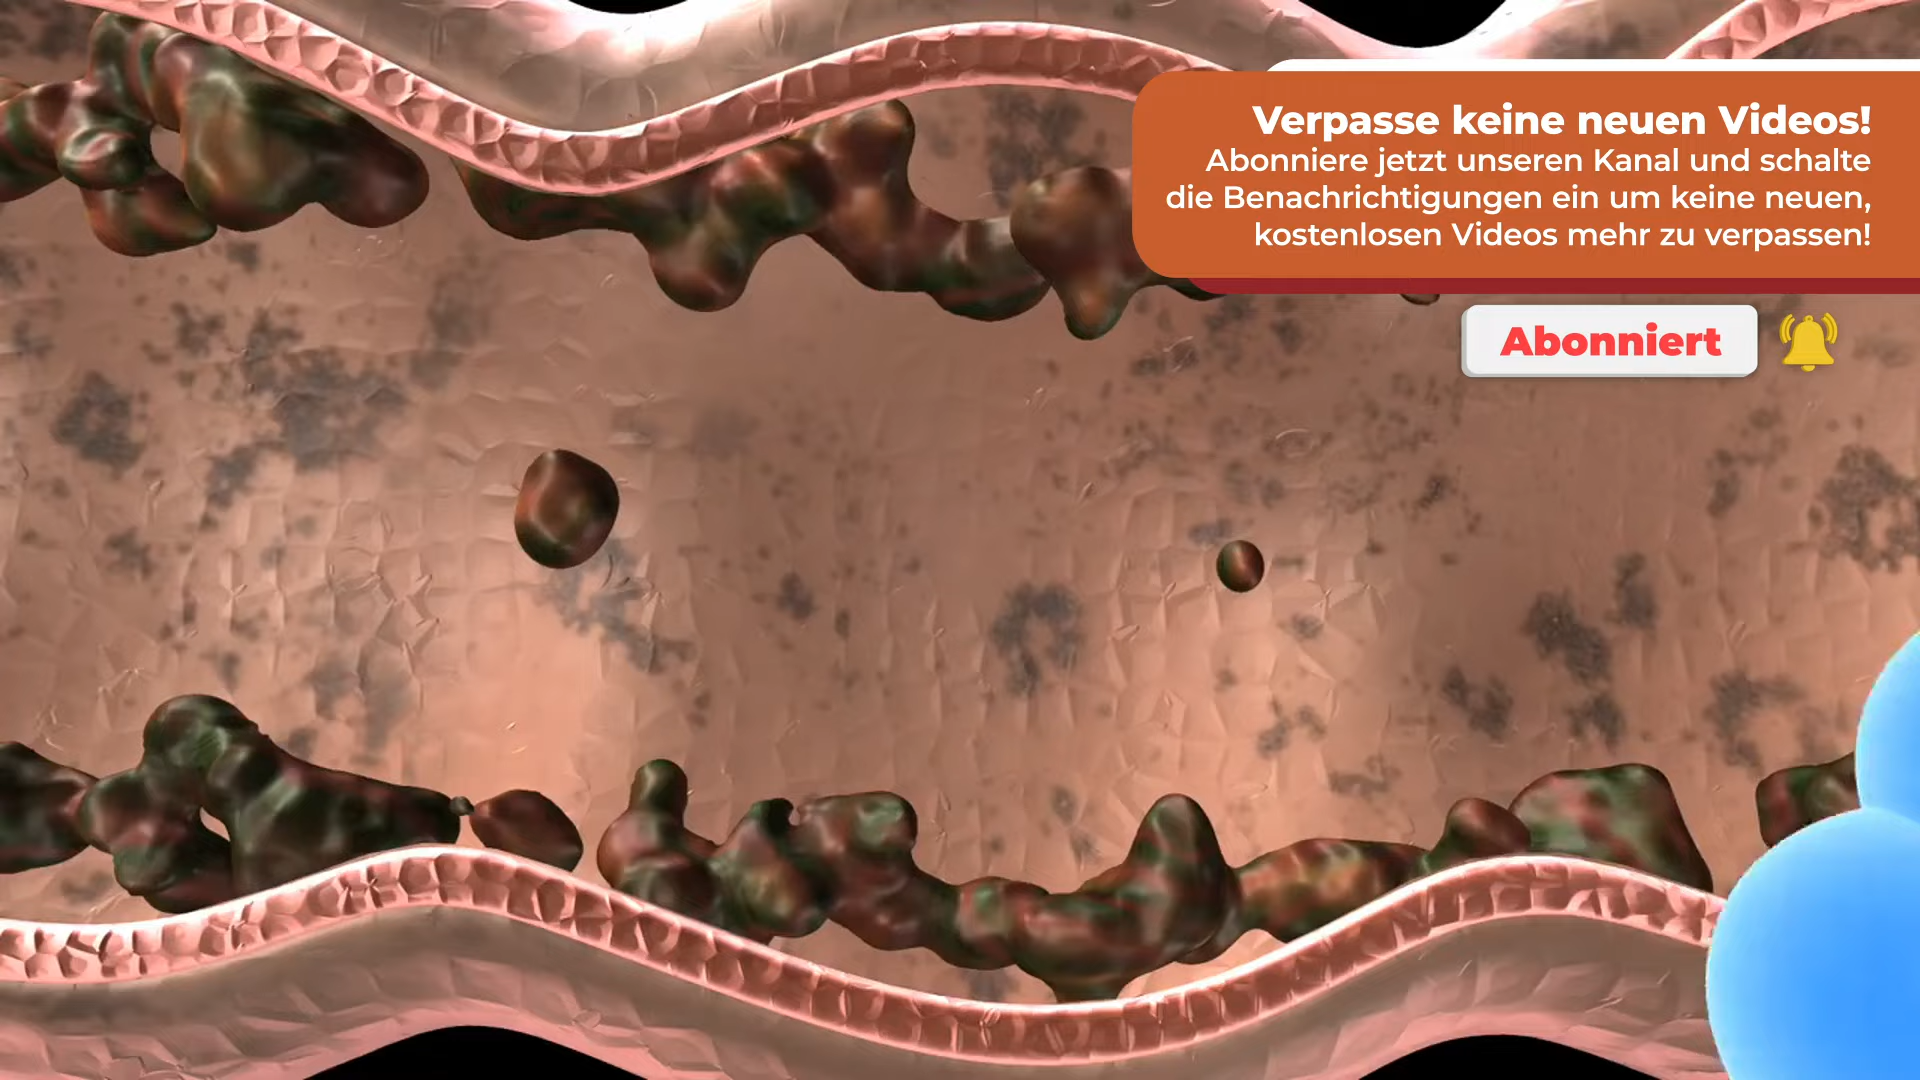 Verpasse keine neuen Videos!
Abonniere jetzt unseren Kanal und schalte
die Benachrichtigungen ein um keine neuen,
kostenlosen Videos mehr zu verpassen!
Abonniert